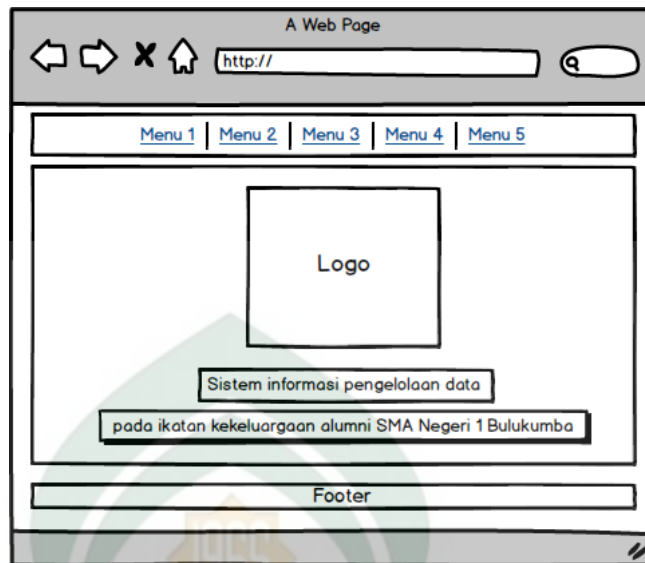 A Web Page
http://
Menu 1 | Menu 2 | Menu 3 | Menu 4 | Menu 5
Logo
Sistem informasi pengelolaan data
pada ikatan kekeluargaan alumni SMA Negeri 1 Bulukumba
Footer